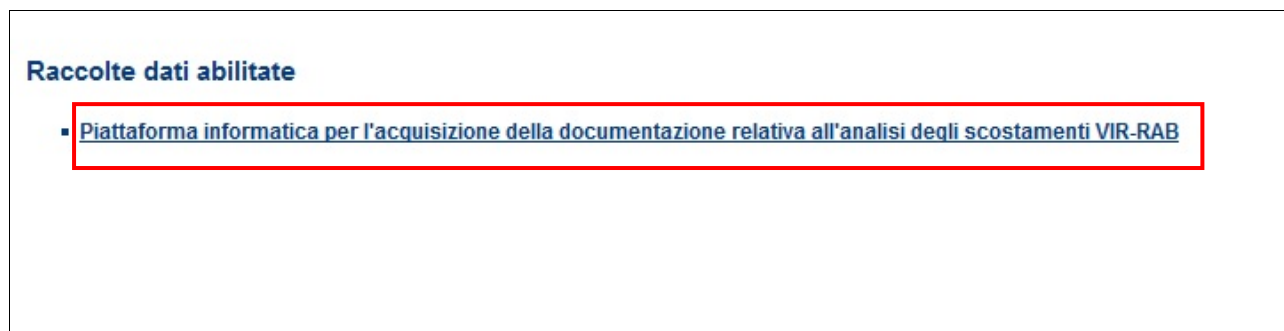 Raccolte dati abilitate
Piattaforma informatica per l'acquisizione della documentazione relativa all'analisi degli scostamenti VIR-RAB